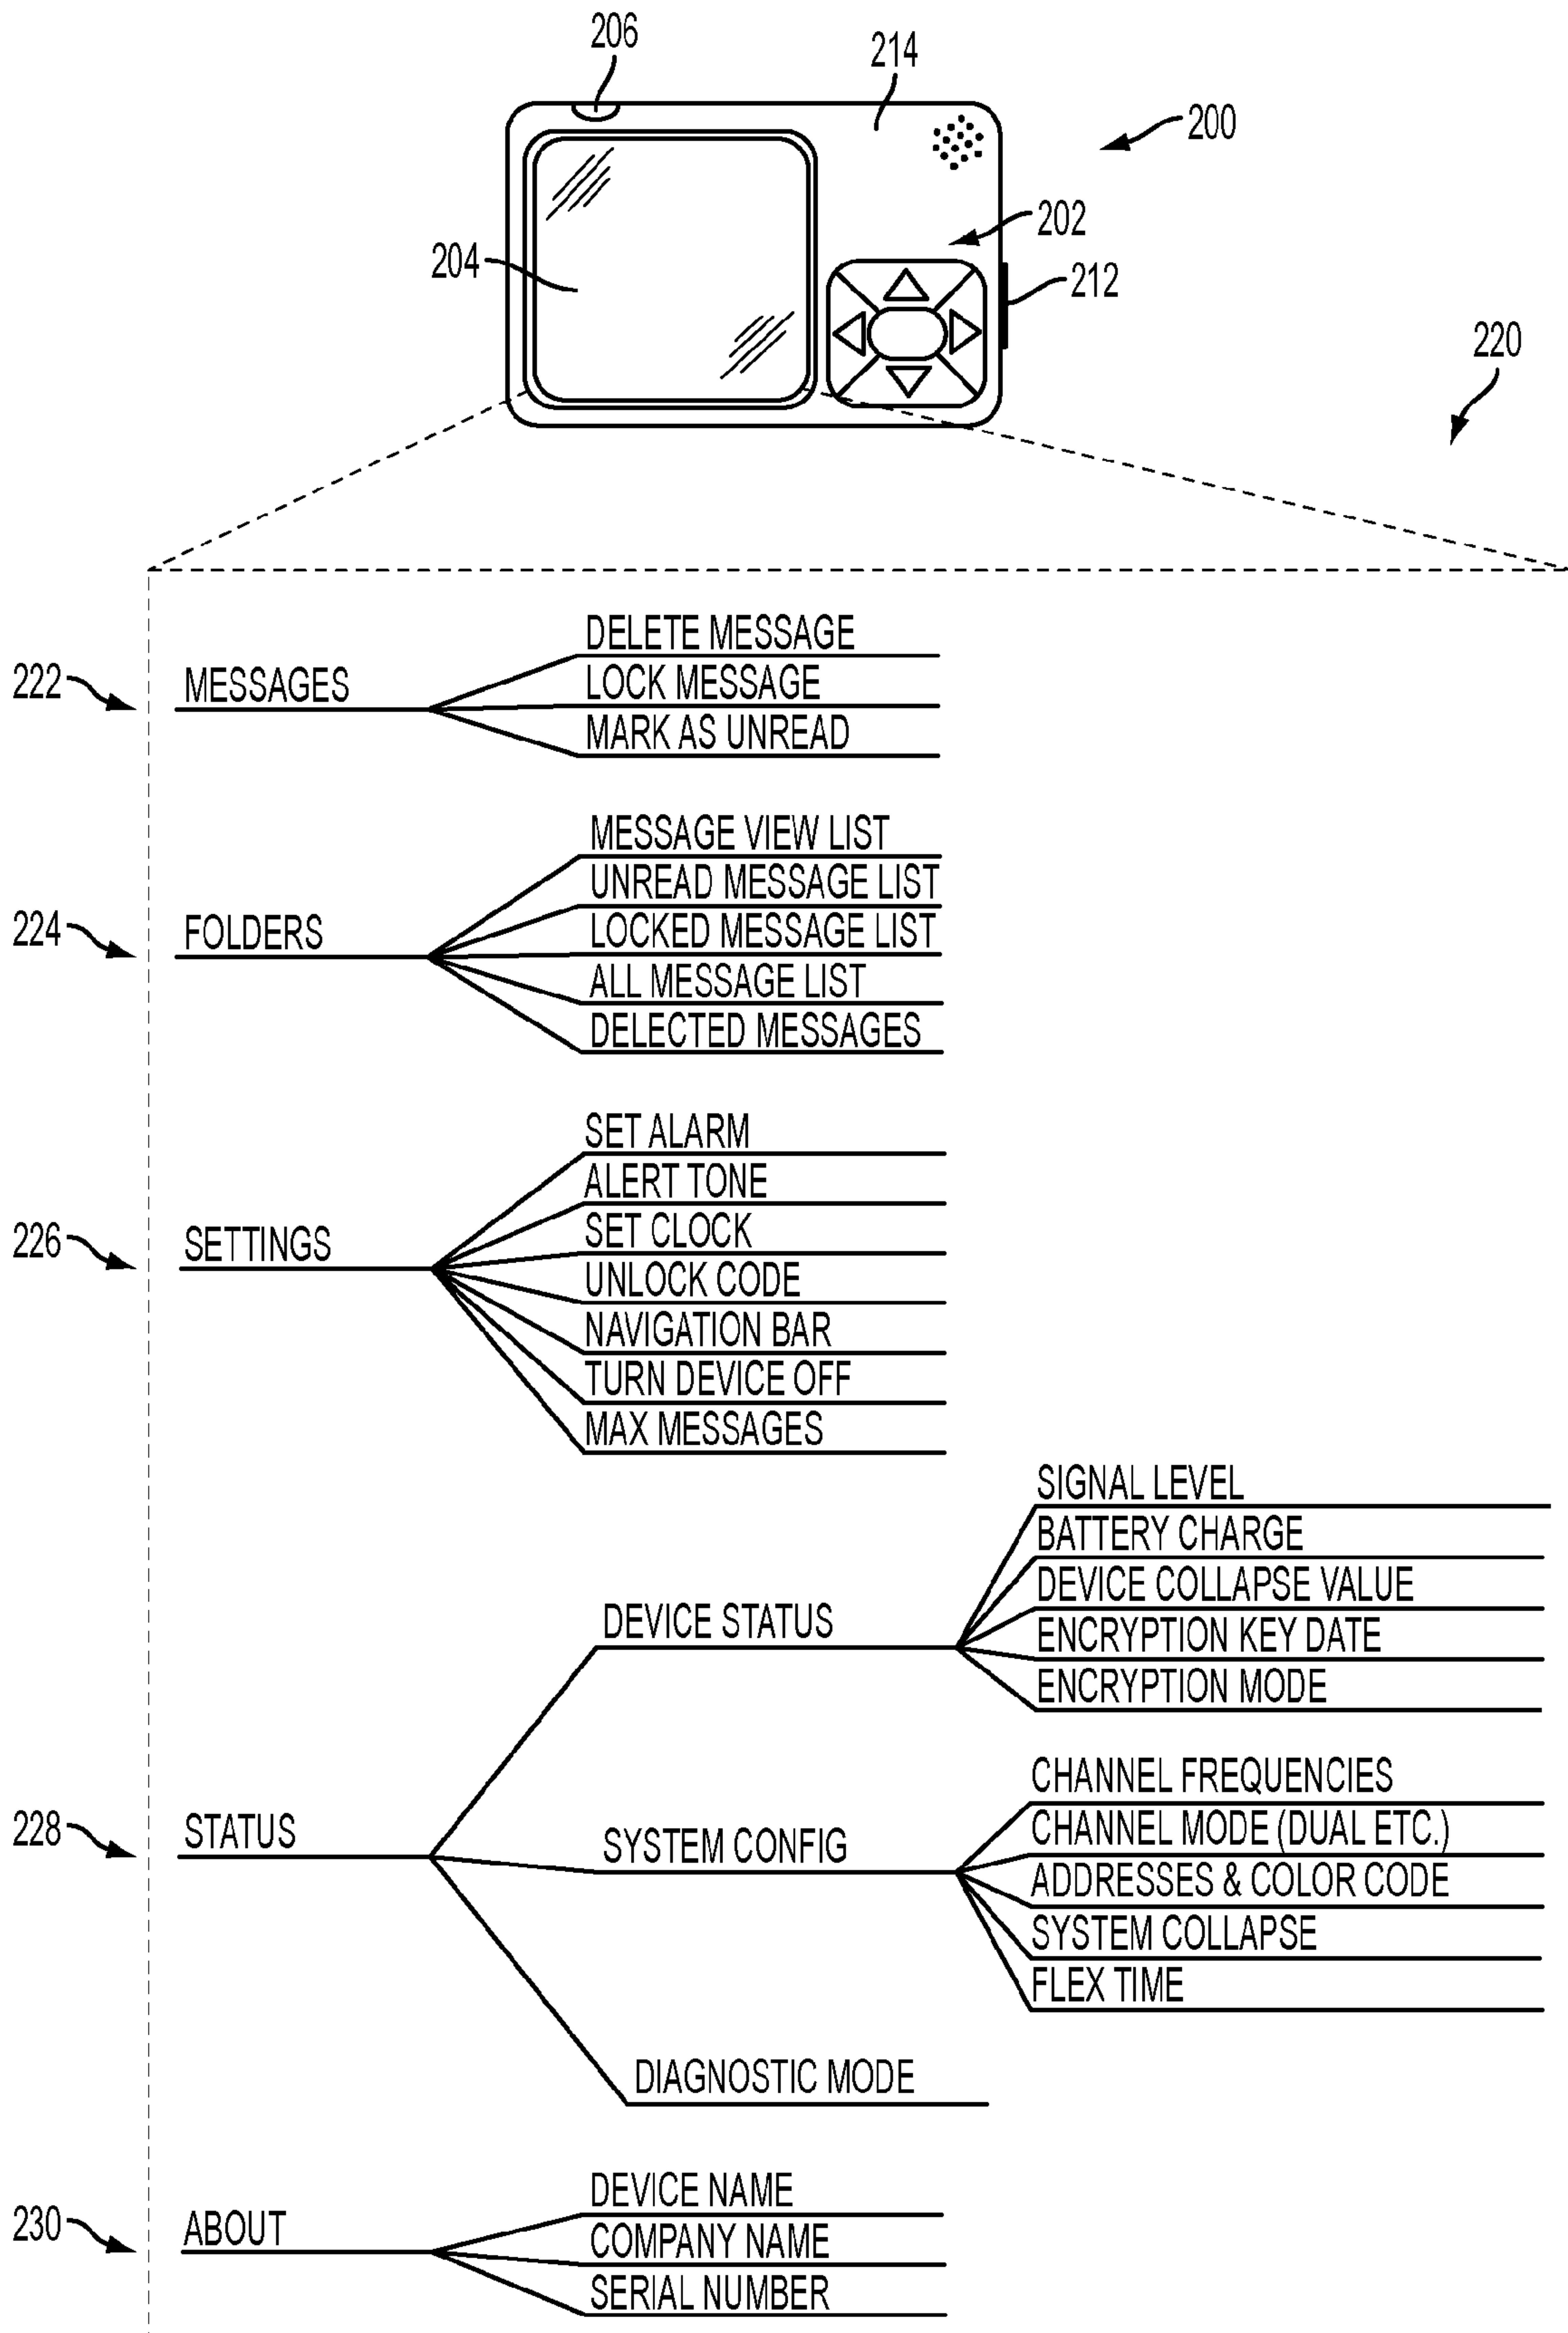 206
214
200
202
204
212
220
DELETE MESSAGE
222 MESSAGES
LOCK MESSAGE
MARK AS UNREAD
MESSAGE VIEW LIST
UNREAD MESSAGE LIST
224 FOLDERS
LOCKED MESSAGE LIST
ALL MESSAGE LIST
DELECTED MESSAGES
SET ALARM
ALERT TONE
226 SETTINGS
SET CLOCK
UNLOCK CODE
NAVIGATION BAR
TURN DEVICE OFF
MAX MESSAGES
SIGNAL LEVEL
BATTERY CHARGE
DEVICE COLLAPSE VALUE
DEVICE STATUS
ENCRYPTION KEY DATE
ENCRYPTION MODE
CHANNEL FREQUENCIES
228 STATUS
SYSTEM CONFIG
CHANNEL MODE (DUAL ETC.)
ADDRESSES & COLOR CODE
SYSTEM COLLAPSE
FLEX TIME
DIAGNOSTIC MODE
DEVICE NAME
230 ABOUT
COMPANY NAME
SERIAL NUMBER